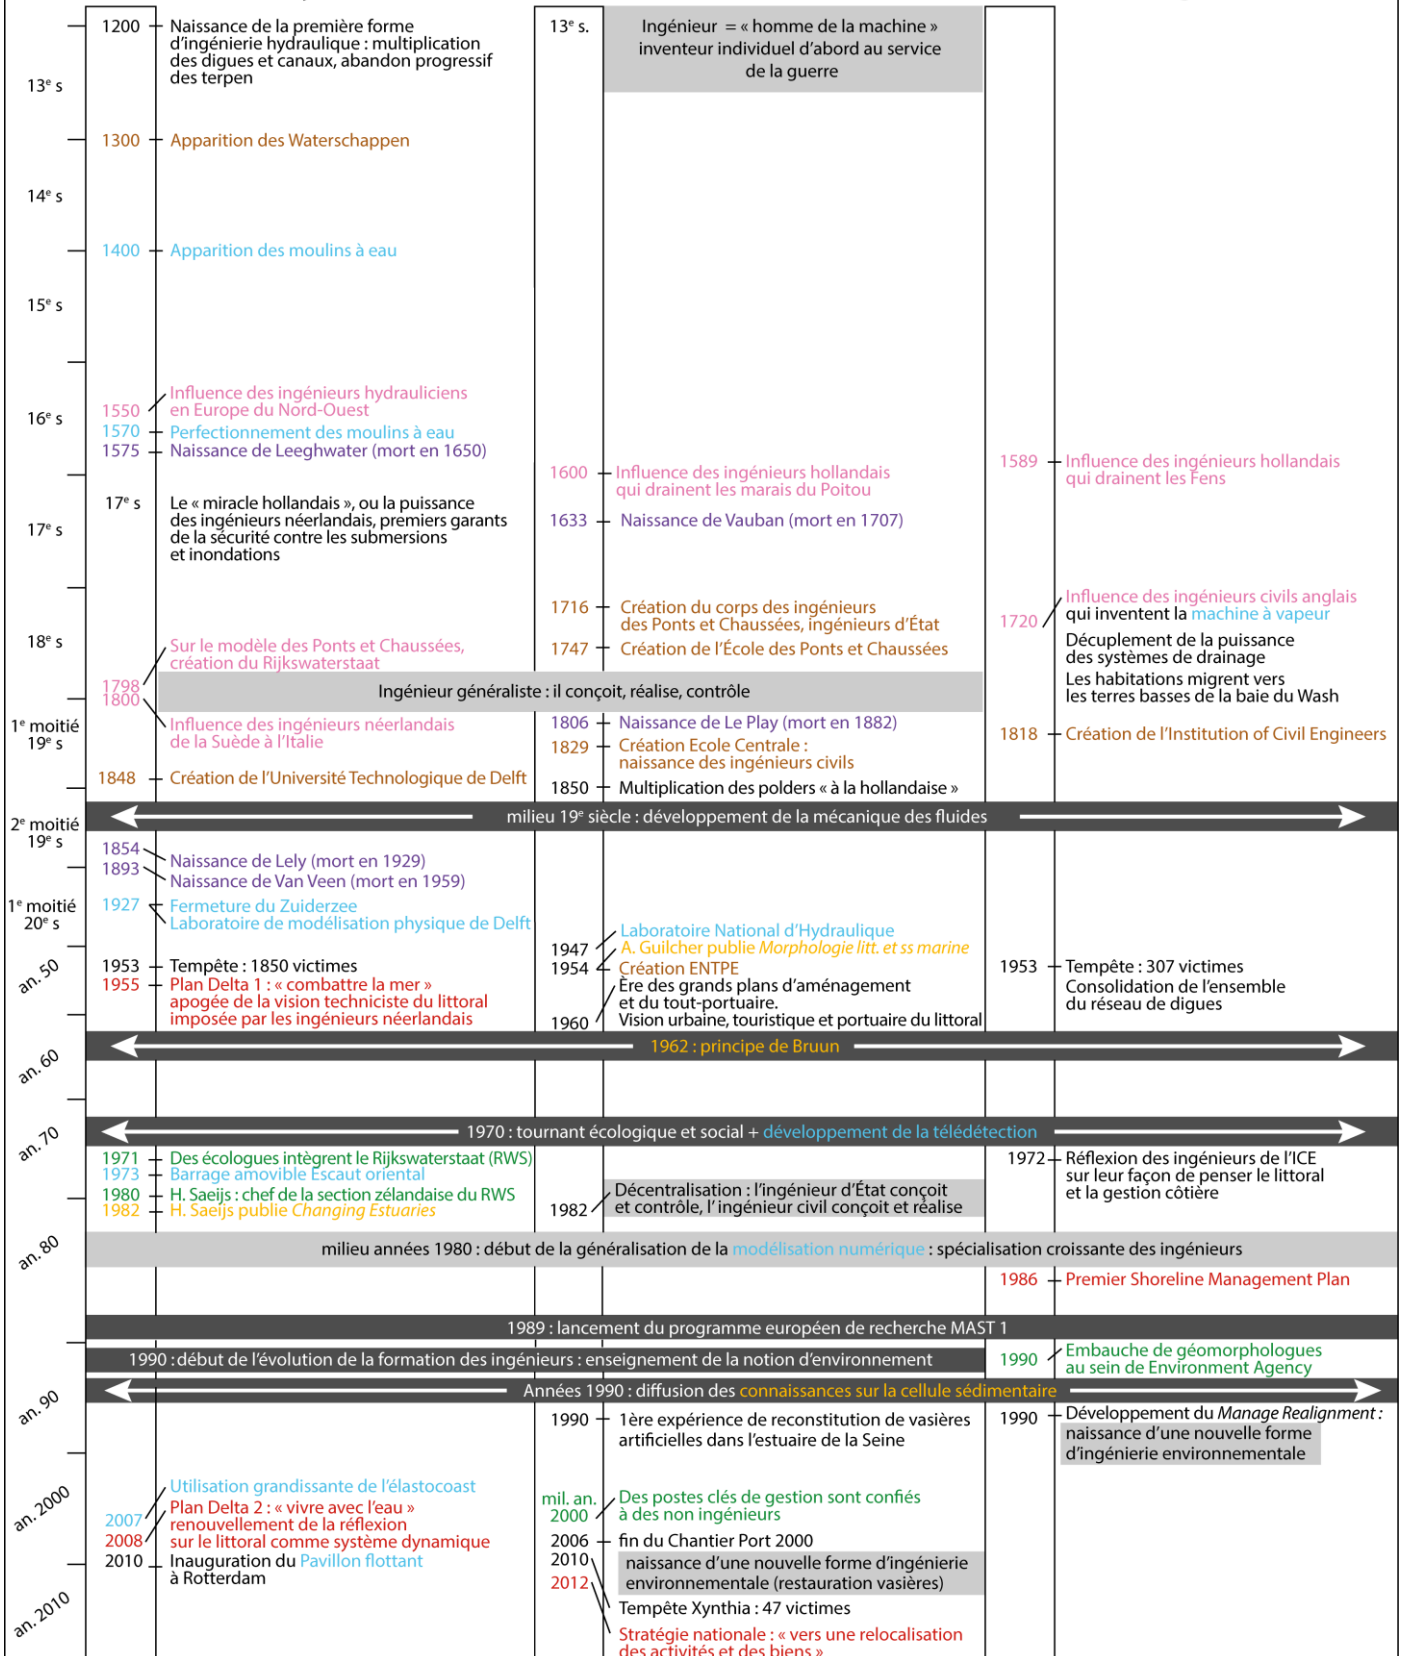 1200
Naissance de la première forme
d'ingénierie hydraulique : multiplication
des digues et canaux, abandon progressif
des terpen
13e s
1300
Apparition des Waterschappen
14e s
1400
Apparition des moulins à eau
15e s
Influence des ingénieurs hydrauliciens
1550
en Europe du Nord-Ouest
16e s
1570
Perfectionnement des moulins à eau
1575
Naissance de Leeghwater (mort en 1650)
17e s
Le « miracle hollandais », ou la puissance
des ingénieurs néerlandais, premiers garants
de la sécurité contre les submersions
et inondations
17e s
18e s
Sur le modèle des Ponts et Chaussées,
création du Rijkswaterstaat
1798
1800
Influence des ingénieurs néerlandais
de la Suède à l'Italie
1e moitié
19e s
1848
Création de l'Université Technologique de Delft
13e s.
Ingénieur = « homme de la machine »
inventeur individuel d'abord au service
de la guerre
1600
Influence des ingénieurs hollandais
qui drainent les marais du Poitou
1633
Naissance de Vauban (mort en 1707)
1716
Création du corps des ingénieurs
des Ponts et Chaussées, ingénieurs d'État
1747
Création de l'École des Ponts et Chaussées
Ingénieur généraliste : il conçoit, réalise, contrôle
1806
Naissance de Le Play (mort en 1882)
1829
Création Ecole Centrale :
naissance des ingénieurs civils
1850
Multiplication des polders « à la hollandaise »
1589
Influence des ingénieurs hollandais
qui drainent les Fens
Influence des ingénieurs civils anglais
1720
qui inventent la machine à vapeur
Décuplement de la puissance
des systèmes de drainage
Les habitations migrent vers
les terres basses de la baie du Wash
1818
Création de l'Institution of Civil Engineers
milieu 19e siècle : développement de la mécanique des fluides
2e moitié
19e s
1854
Naissance de Lely (mort en 1929)
1893
Naissance de Van Veen (mort en 1959)
1e moitié
20e s
1927
Fermeture du Zuiderzee
Laboratoire de modélisation physique de Delft
an. 50
1953
Tempête : 1850 victimes
1955
Plan Delta 1 : « combattre la mer »
apogée de la vision techniciste du littoral
imposée par les ingénieurs néerlandais
Laboratoire National d'Hydraulique
1947
A. Guilcher publie Morphologie litt. et ss marine
1954
Création ENTPE
Ère des grands plans d'aménagement
et du tout-portuaire.
1960
Vision urbaine, touristique et portuaire du littoral
1953
Tempête : 307 victimes
Consolidation de l'ensemble
du réseau de digues
1962 : principe de Bruun
an. 60
1970 : tournant écologique et social + développement de la télédétection
an. 70
1971
Des écologues intègrent le Rijkswaterstaat (RWS)
1973
Barrage amovible Escaut oriental
1980
H. Saeijs : chef de la section zélandaise du RWS
1982
H. Saeijs publie Changing Estuaries
Décentralisation : l'ingénieur d'État conçoit
et contrôle, l' ingénieur civil conçoit et réalise
1982
1972
Réflexion des ingénieurs de l'ICE
sur leur façon de penser le littoral
et la gestion côtière
an. 80
milieu années 1980 : début de la généralisation de la modélisation numérique : spécialisation croissante des ingénieurs
1986
Premier Shoreline Management Plan
1989 : lancement du programme européen de recherche MAST 1
1990 :début de l'évolution de la formation des ingénieurs : enseignement de la notion d'environnement
1990
Embauche de géomorphologues
au sein de Environment Agency
Années 1990 : diffusion des connaissances sur la cellule sédimentaire
an. 90
1990
1ère expérience de reconstitution de vasières
artificielles dans l'estuaire de la Seine
1990
Développement du Manage Realignment :
naissance d'une nouvelle forme
d'ingénierie environnementale
an. 2000
Utilisation grandissante de l'élastocoast
2007
Plan Delta 2 : « vivre avec l'eau »
renouvellement de la réflexion
2008
sur le littoral comme système dynamique
2010
Inauguration du Pavillon flottant
à Rotterdam
an. 2010
mil. an.
2000
Des postes clés de gestion sont confiés
à des non ingénieurs
2006
fin du Chantier Port 2000
2010
naissance d'une nouvelle forme d'ingénierie
environnementale (restauration vasières)
2012
Tempête Xynthia : 47 victimes
Stratégie nationale : « vers une relocalisation
des activités et des biens »